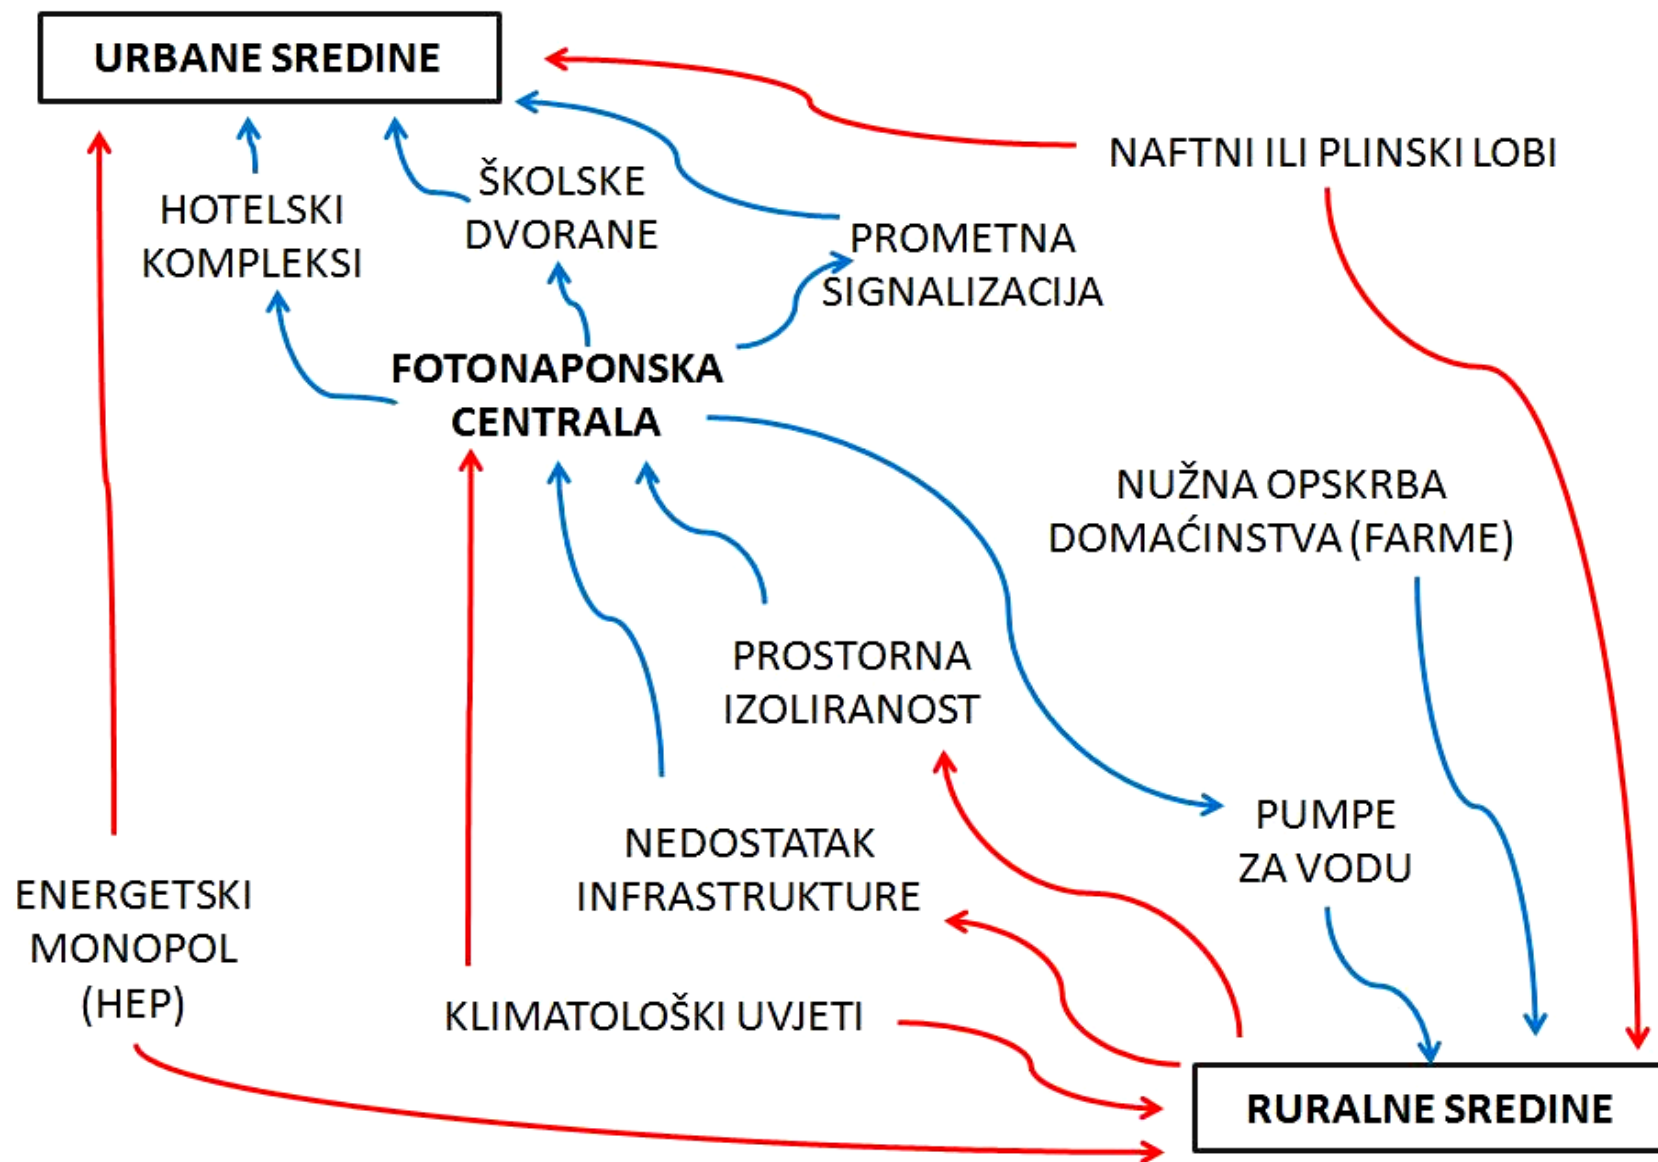 URBANE SREDINE
NAFTNI ILI PLINSKI LOBI
HOTELSKI
KOMPLEKSI
ŠKOLSKE
DVORANE
PROMETNA
SIGNALIZACIJA
FOTONAPONSKA
CENTRALA
NUŽNA OPSKRBA
DOMAĆINSTVA (FARME)
PROSTORNA
IZOLIRANOST
PUMPE
ZA VODU
NEDOSTATAK
INFRASTRUKTURE
ENERGETSKI
MONOPOL
(HEP)
KLIMATOLOŠKI UVJETI
RURALNE SREDINE